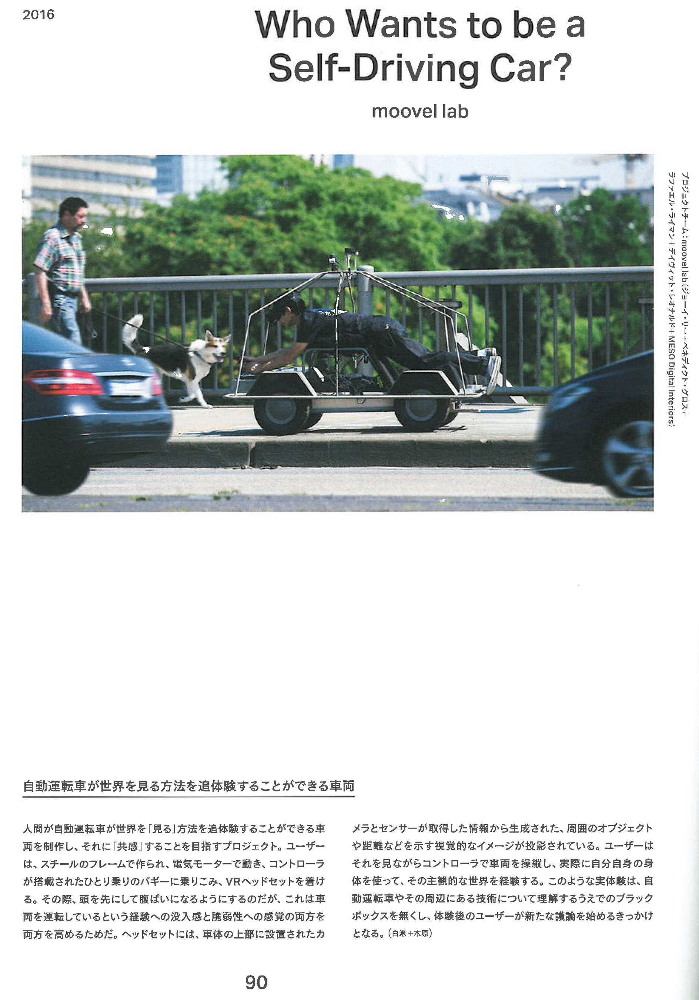 2016
Who Wants to be a
Self-Driving Car?
moovel lab
プロジェクトチーム：moovel lab（ジョーイ・リー＋ベネディクト・グロス＋
ラファエル・ライマン＋デイヴィット・レオナルド＋MESO Digital Interiors）
自動運転車が世界を見る方法を追体験することができる車両
人間が自動運転車が世界を「見る」方法を追体験することができる車
両を制作し、それに「共感」することを目指すプロジェクト。ユーザー
は、スチールのフレームで作られ、電気モーターで動き、コントローラ
が搭載されたひとり乗りのバギーに乗りこみ、VRヘッドセットを着け
る。その際、頭を先にして腹ばいになるようにするのだが、これは車
両を運転しているという経験への没入感と脆弱性への感覚の両方を
両方を高めるためだ。ヘッドセットには、車体の上部に設置されたカ
メラとセンサーが取得した情報から生成された、周囲のオブジェクト
や距離などを示す視覚的なイメージが投影されている。ユーザーは
それを見ながらコントローラで車両を操縦し、実際に自分自身の身
体を使って、その主観的な世界を経験する。このような実体験は、自
動運転車やその周辺にある技術について理解するうえでのブラック
ボックスを無くし、体験後のユーザーが新たな議論を始めるきっかけ
となる。（白米+木原）
90